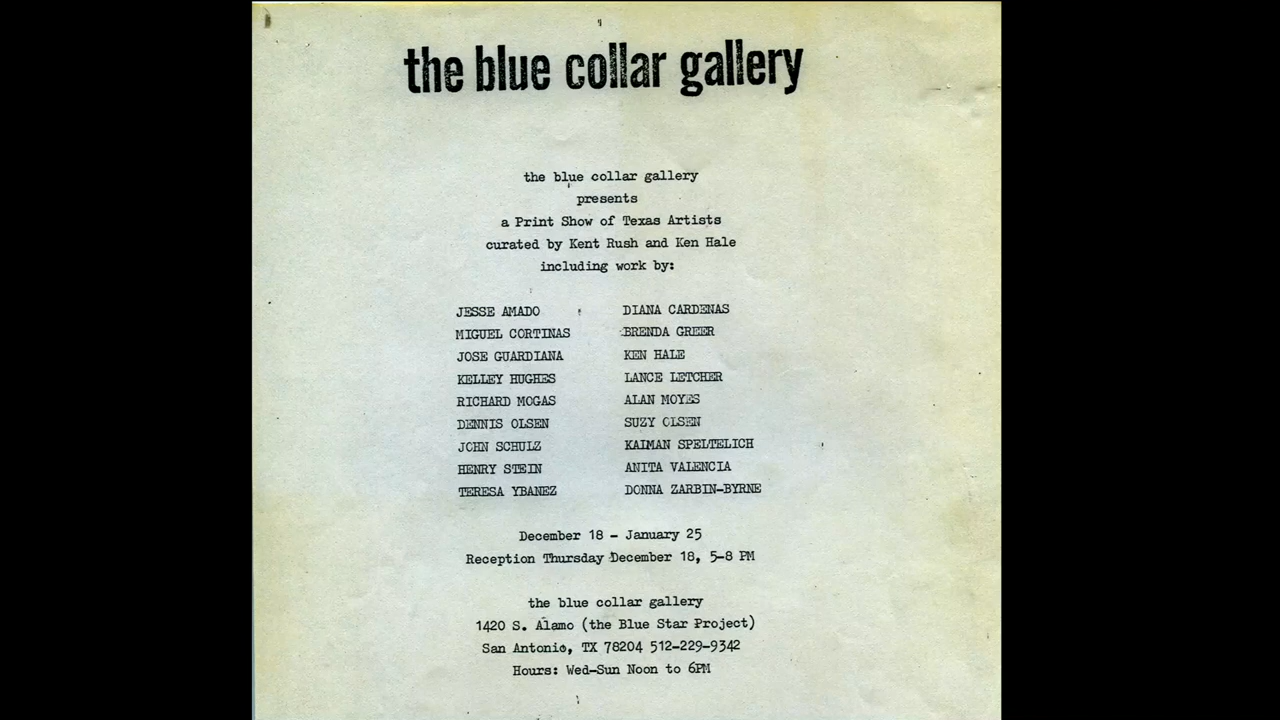 the blue collar gallery
the blue collar gallery
presents
a Print Show of Texas Artists
curated by Kent Rush and Ken Hale
including work by:
JESSE AMADO DIANA CARDENAS
MIGUEL CORTINAS BRENDA GREER
JOSE GUARDIANA KEN HALE
KELLEY HUGHES LANCE LETCHER
RICHARD MOGAS ALAN MOYES
DENNIS OLSEN SUZY OLSEN
JOHN SCHULZ KAIMAN SPELTELICH
HENRY STEIN ANITA VALENCIA
TERESA YBANEZ DONNA ZARBIN-BYRNE
December 18 - January 25
Reception Thursday December 18, 5-8 PM
the blue collar gallery
1420 S. Alamo (the Blue Star Project)
San Antonio, TX 78204 512-229-9342
Hours: Wed-Sun Noon to 6PM